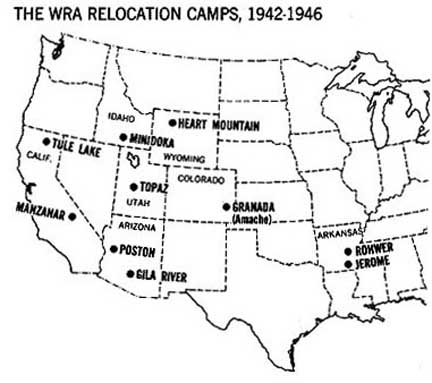 THE WRA RELOCATION CAMPS, 1942-1946
IDAHO
HEART MOUNTAIN
MINIDOKA
TULE LAKE
CALIF.
WYOMING
COLORADO
TOPAZ
UTAH
GRANADA
(Amache)
MANZANAR
ARIZONA
ARKANSAS
POSTON
ROHWER
JEROME
GILA RIVER